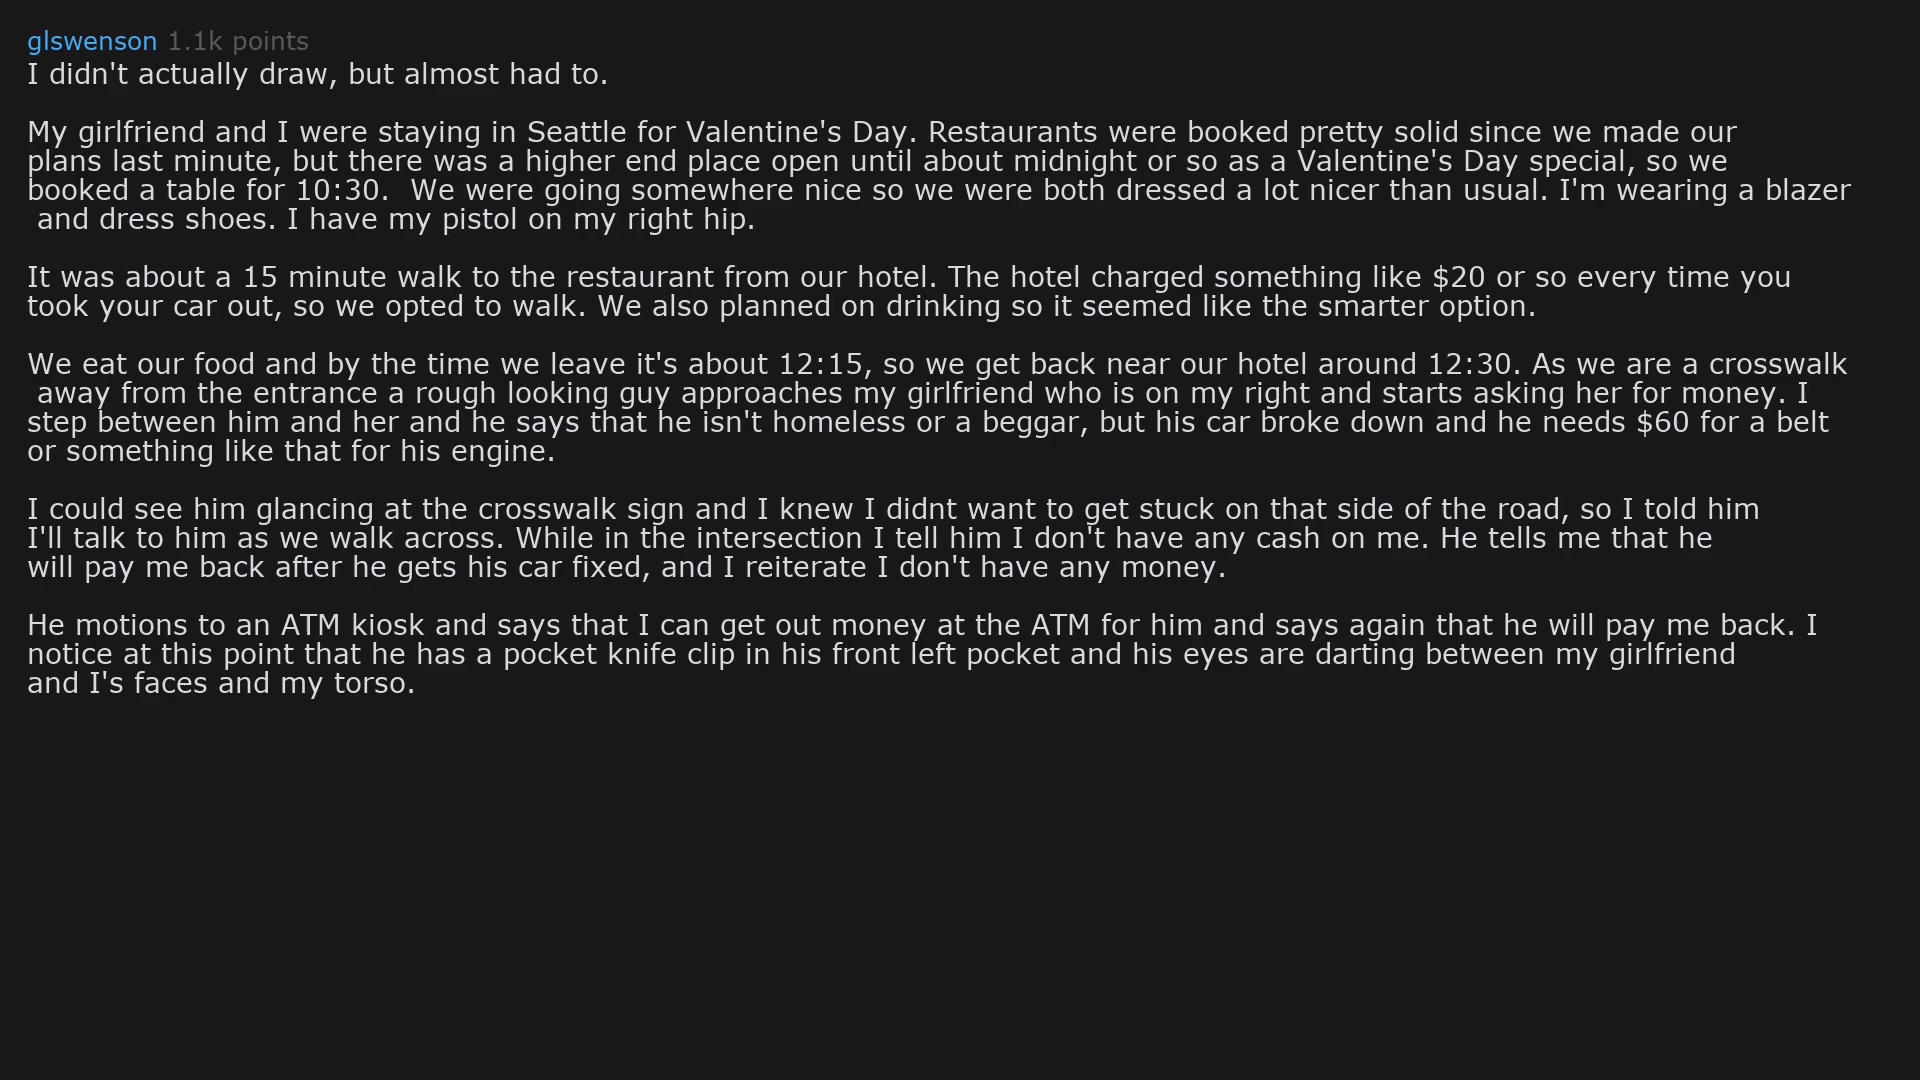 glswenson 1.1k points
I didn't actually draw, but almost had to.
My girlfriend and I were staying in Seattle for Valentine's Day. Restaurants were booked pretty solid since we made our
plans last minute, but there was a higher end place open until about midnight or so as a Valentine's Day special, so we
booked a table for 10:30.  We were going somewhere nice so we were both dressed a lot nicer than usual. I'm wearing a blazer
and dress shoes. I have my pistol on my right hip.
It was about a 15 minute walk to the restaurant from our hotel. The hotel charged something like $20 or so every time you
took your car out, so we opted to walk. We also planned on drinking so it seemed like the smarter option.
We eat our food and by the time we leave it's about 12:15, so we get back near our hotel around 12:30. As we are a crosswalk
away from the entrance a rough looking guy approaches my girlfriend who is on my right and starts asking her for money. I
step between him and her and he says that he isn't homeless or a beggar, but his car broke down and he needs $60 for a belt
or something like that for his engine.
I could see him glancing at the crosswalk sign and I knew I didnt want to get stuck on that side of the road, so I told him
I'll talk to him as we walk across. While in the intersection I tell him I don't have any cash on me. He tells me that he
will pay me back after he gets his car fixed, and I reiterate I don't have any money.
He motions to an ATM kiosk and says that I can get out money at the ATM for him and says again that he will pay me back. I
notice at this point that he has a pocket knife clip in his front left pocket and his eyes are darting between my girlfriend
and I's faces and my torso.